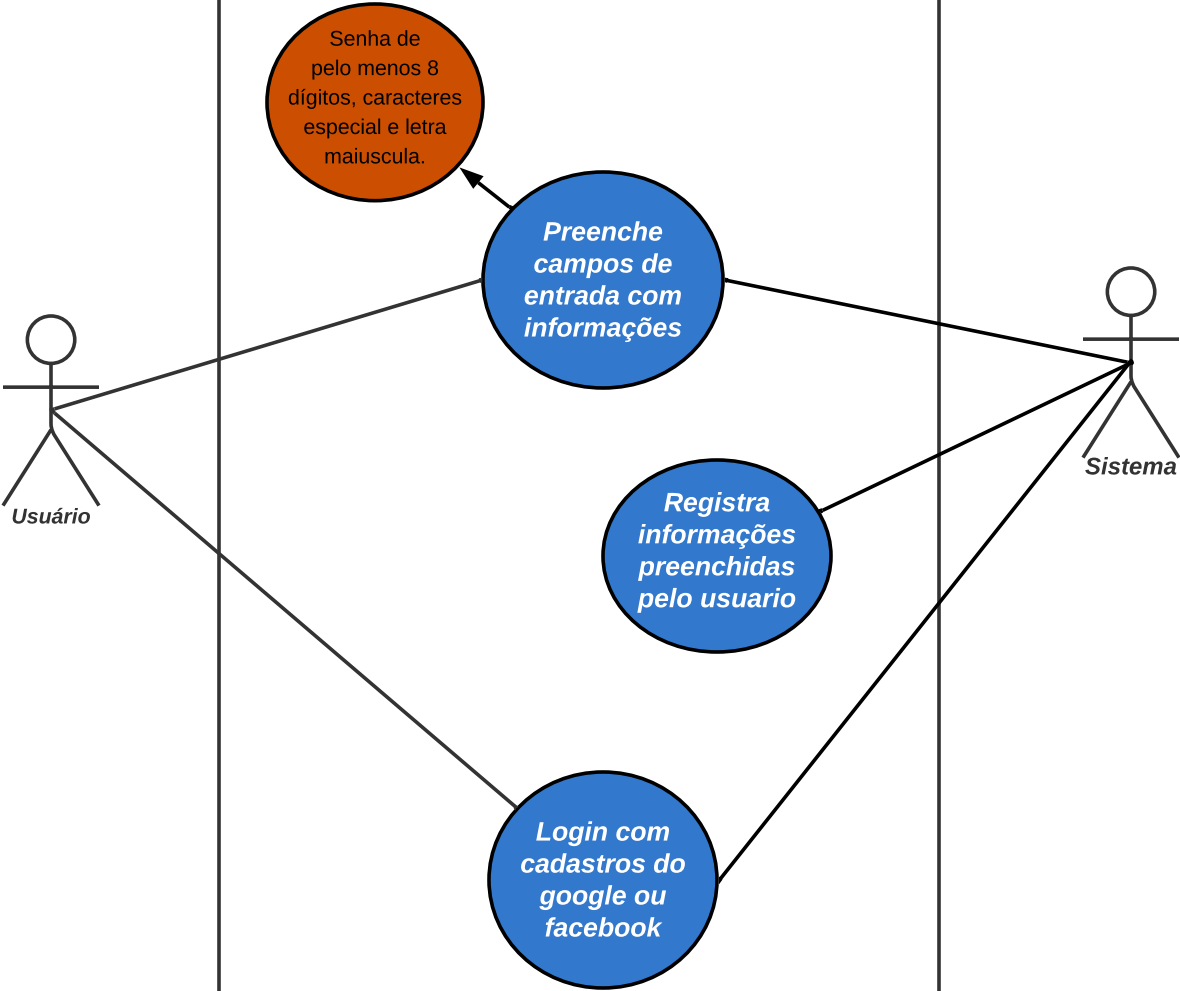 Senha de
pelo menos 8
dígitos, caracteres
especial e letra
maiuscula.
Preenche
campos de
entrada com
informações
Usuário
Sistema
Registra
informações
preenchidas
pelo usuario
Login com
cadastros do
google ou
facebook